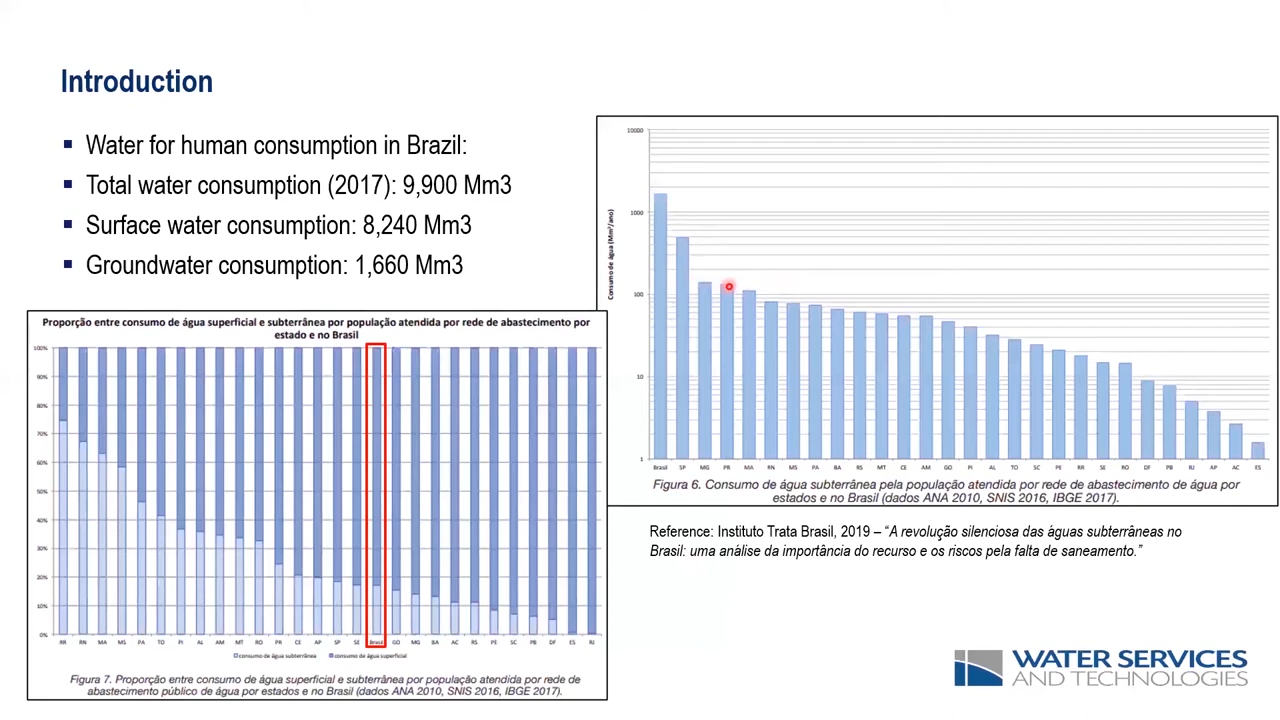 Introduction
▪ Water for human consumption in Brazil:
▪ Total water consumption (2017): 9,900 Mm3
▪ Surface water consumption: 8,240 Mm3
▪ Groundwater consumption: 1,660 Mm3
Proporção entre consumo de água superficial e subterrânea por população atendida por rede de abastecimento por
estado e no Brasil
100%
90%
80%
70%
60%
50%
40%
30%
20%
10%
0%
RR RN MA MS PA TO PI AL AM MT RO PR CE AP SP SE Brasil GO MG BA AC RS PE SC PB DF ES RJ
consumo de água subterrânea consumo de água superficial
Figura 7. Proporção entre consumo de água superficial e subterrânea por população atendida por rede de
abastecimento público de água por estados e no Brasil (dados ANA 2010, SNIS 2016, IBGE 2017).
Consumo de água (Mm³/ano)
10000
1000
100
10
1
Brasil SP MG PR MA RN MS PA BA RS MT CE AM GO PI AL TO SC PE RR SE RO DF PB RJ AP AC ES
Figura 6. Consumo de água subterrânea pela população atendida por rede de abastecimento de água por
estados e no Brasil (dados ANA 2010, SNIS 2016, IBGE 2017).
Reference: Instituto Trata Brasil, 2019 – “A revolução silenciosa das águas subterrâneas no
Brasil: uma análise da importância do recurso e os riscos pela falta de saneamento.”
WATER SERVICES
AND TECHNOLOGIES